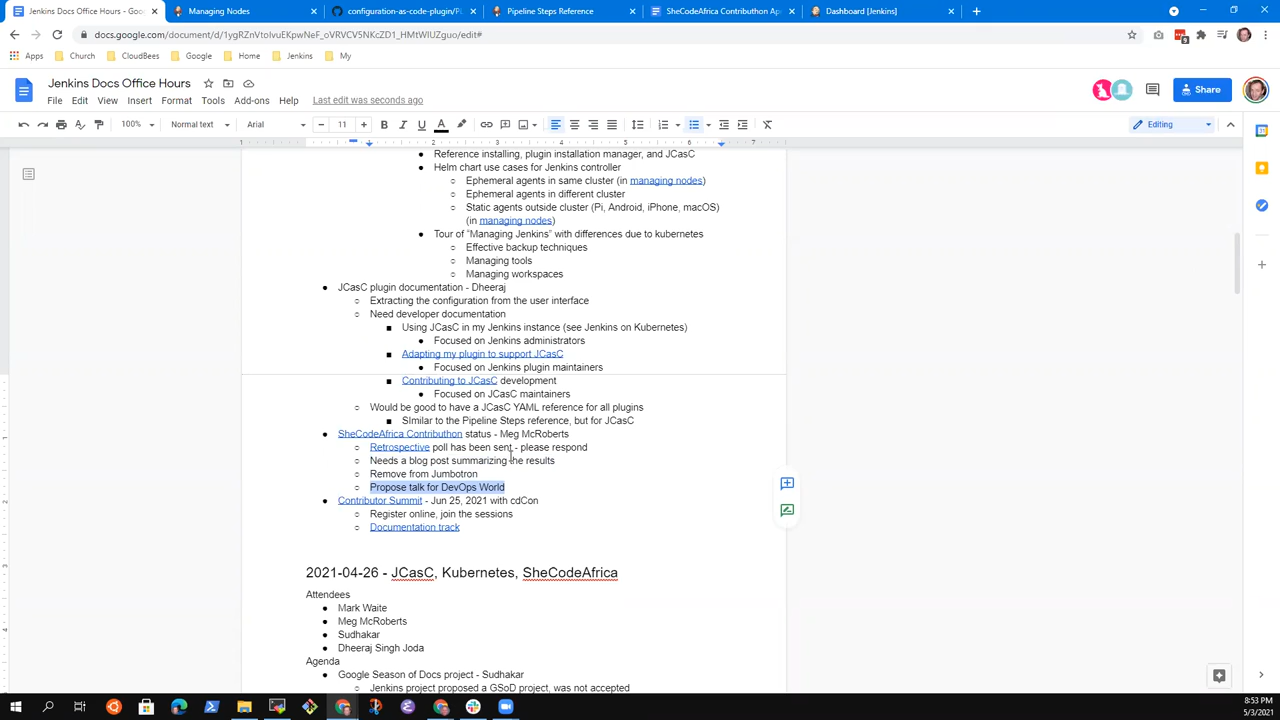 Jenkins Docs Office Hours - Goo
Managing Nodes
configuration-as-code-plugin/PL
Pipeline Steps Reference
SheCodeAfrica Contributhon Ap
Dashboard [Jenkins]
docs.google.com/document/d/1ygRZnVtoIvuEKpwNeF_oVRVCV5NKcZD1_HMtWIUZguo/edit#
Apps
Church
CloudBees
Google
Home
Jenkins
My
Jenkins Docs Office Hours
File Edit View Insert Format Tools Add-ons Help Last edit was seconds ago
Share
100% Normal text Arial 11
Editing
Reference installing, plugin installation manager, and JCasC
Helm chart use cases for Jenkins controller
Ephemeral agents in same cluster (in managing nodes)
Ephemeral agents in different cluster
Static agents outside cluster (Pi, Android, iPhone, macOS)
(in managing nodes)
Tour of "Managing Jenkins" with differences due to kubernetes
Effective backup techniques
Managing tools
Managing workspaces
JCasC plugin documentation - Dheeraj
Extracting the configuration from the user interface
Need developer documentation
Using JCasC in my Jenkins instance (see Jenkins on Kubernetes)
Focused on Jenkins administrators
Adapting my plugin to support JCasC
Focused on Jenkins plugin maintainers
Contributing to JCasC development
Focused on JCasC maintainers
Would be good to have a JCasC YAML reference for all plugins
SImilar to the Pipeline Steps reference, but for JCasC
SheCodeAfrica Contributhon status - Meg McRoberts
Retrospective poll has been sent - please respond
Needs a blog post summarizing the results
Remove from Jumbotron
Propose talk for DevOps World
Contributor Summit - Jun 25, 2021 with cdCon
Register online, join the sessions
Documentation track
2021-04-26 - JCasC, Kubernetes, SheCodeAfrica
Attendees
Mark Waite
Meg McRoberts
Sudhakar
Dheeraj Singh Joda
Agenda
Google Season of Docs project - Sudhakar
Jenkins project proposed a GSoD project, was not accepted
8:53 PM
5/3/2021